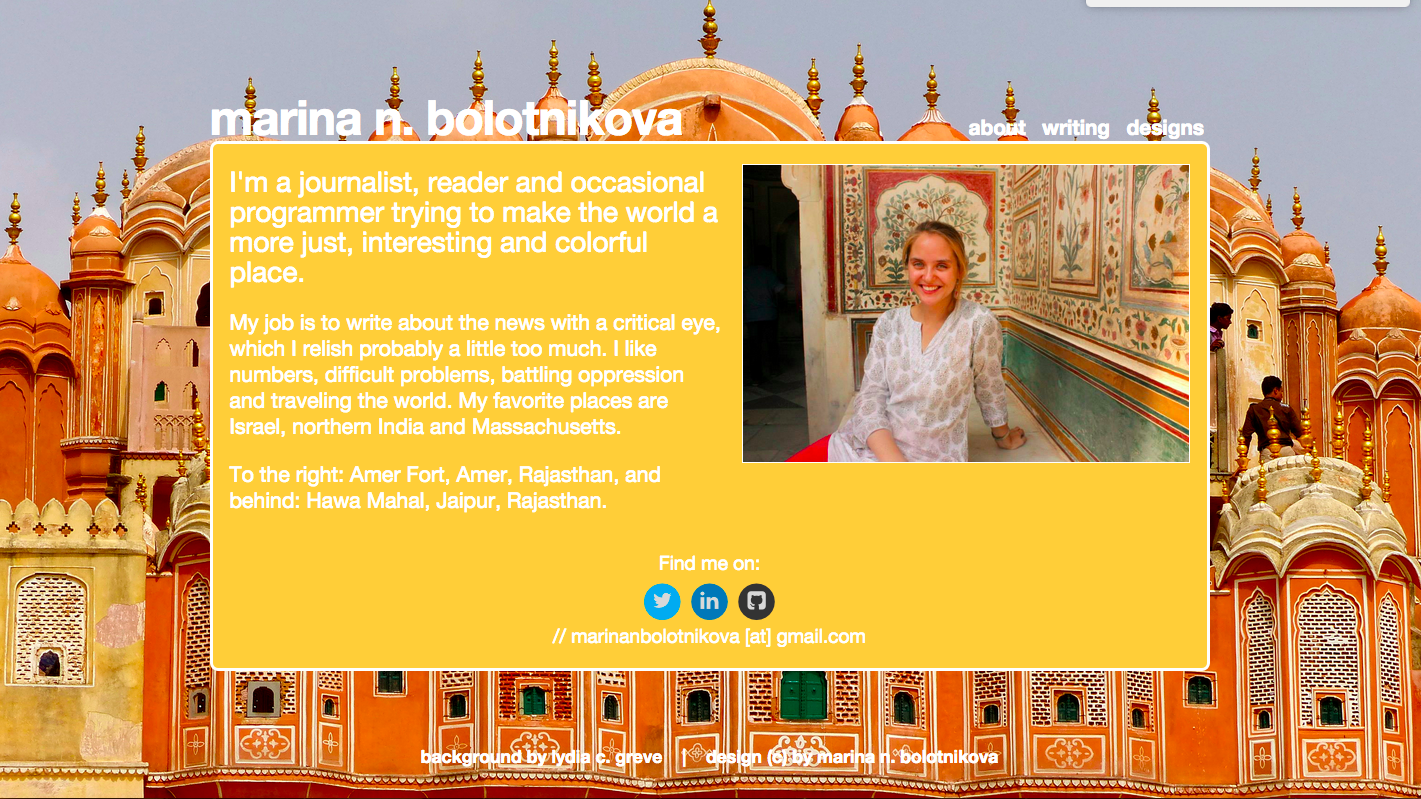 marina n. bolotnikova
about writing designs
I'm a journalist, reader and occasional
programmer trying to make the world a
more just, interesting and colorful
place.
My job is to write about the news with a critical eye,
which I relish probably a little too much. I like
numbers, difficult problems, battling oppression
and traveling the world. My favorite places are
Israel, northern India and Massachusetts.
To the right: Amer Fort, Amer, Rajasthan, and
behind: Hawa Mahal, Jaipur, Rajasthan.
Find me on:
in
// marinanbolotnikova [at] gmail.com
background by lydia c. greve | design (c) by marina n. bolotnikova